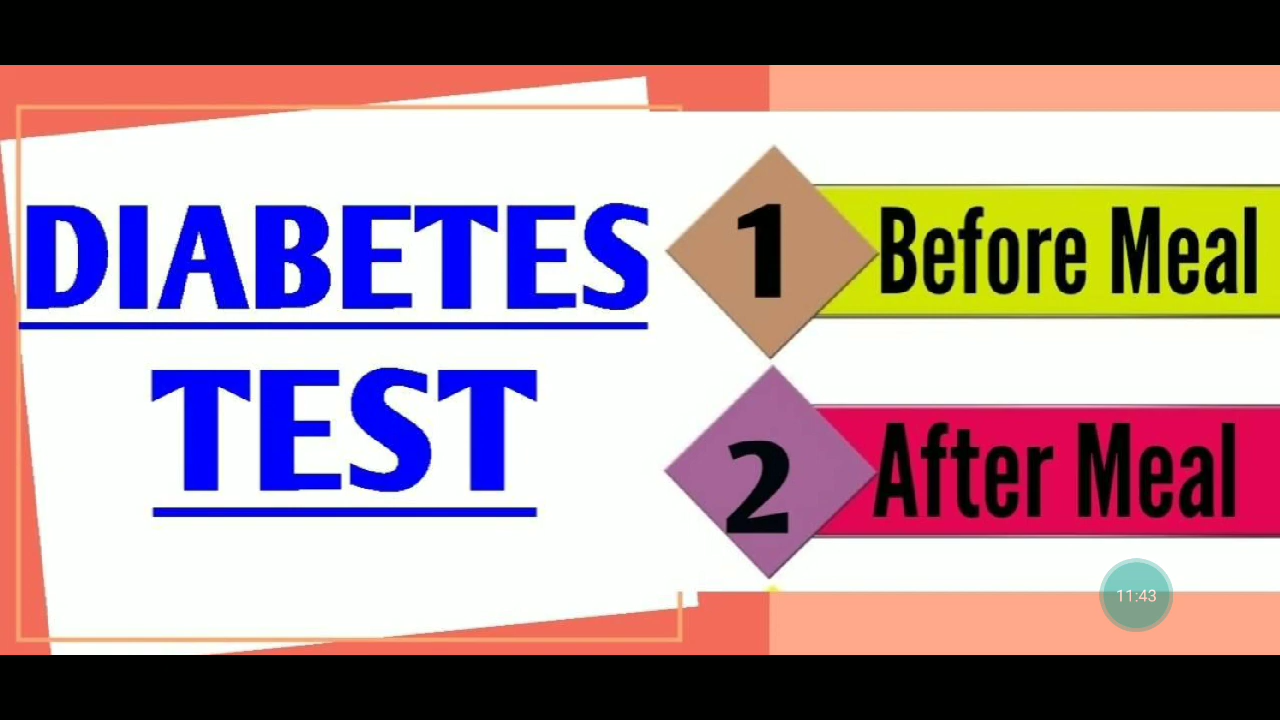 DIABETES
TEST
1 Before Meal
2 After Meal
11:43